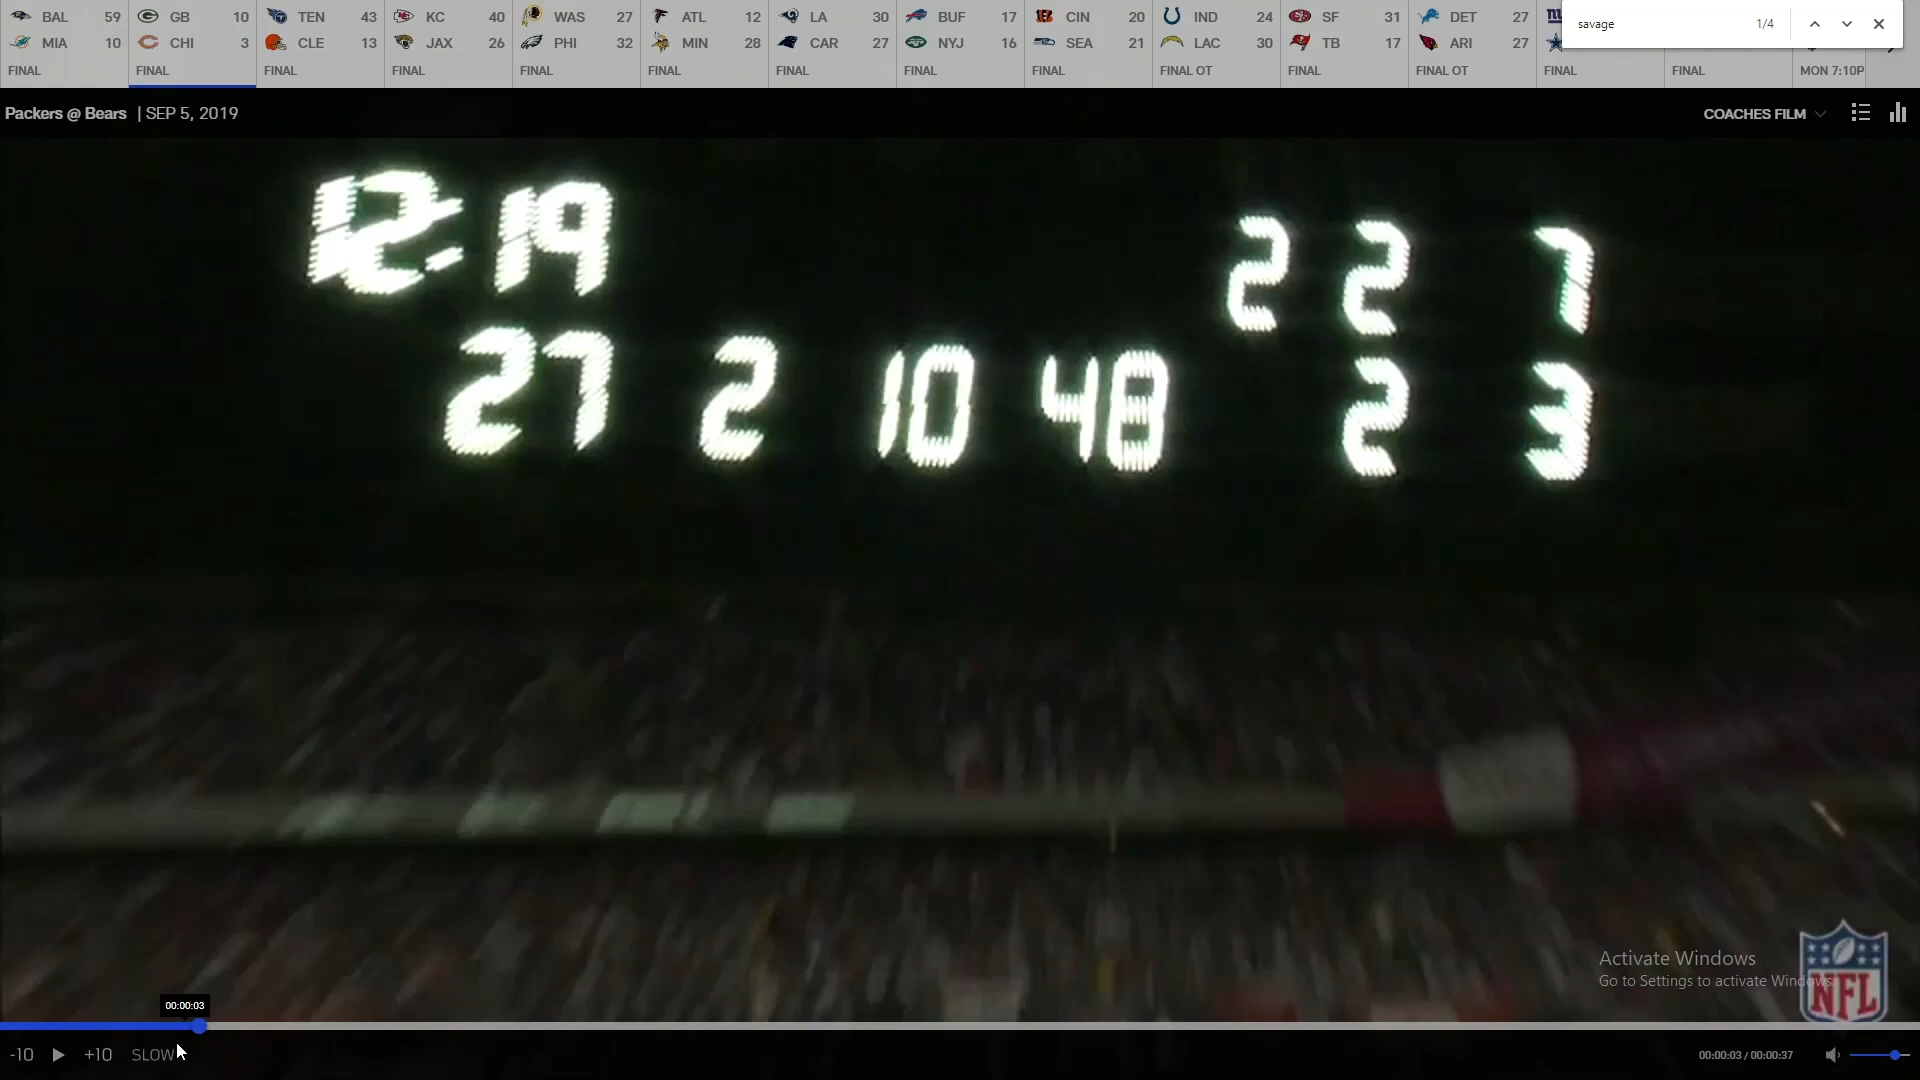 BAL 59 GB 10 TEN 43 KC 40 WAS 27 ATL 12 LA 30 BUF 17 CIN 20 IND 24 SF 31 DET 27
MIA 10 CHI 3 CLE 13 JAX 26 PHI 32 MIN 28 CAR 27 NYJ 16 SEA 21 LAC 30 TB 17 ARI 27
FINAL FINAL FINAL FINAL FINAL FINAL FINAL FINAL FINAL FINAL OT FINAL FINAL OT FINAL FINAL MON 7:10P
savage 1/4
Packers @ Bears | SEP 5, 2019
COACHES FILM
12:19 2 2 7
27 2 10 48 2 3
Activate Windows
Go to Settings to activate Windows.
NFL
00:00:03
-10 +10 SLOW
00:00:03 / 00:00:37